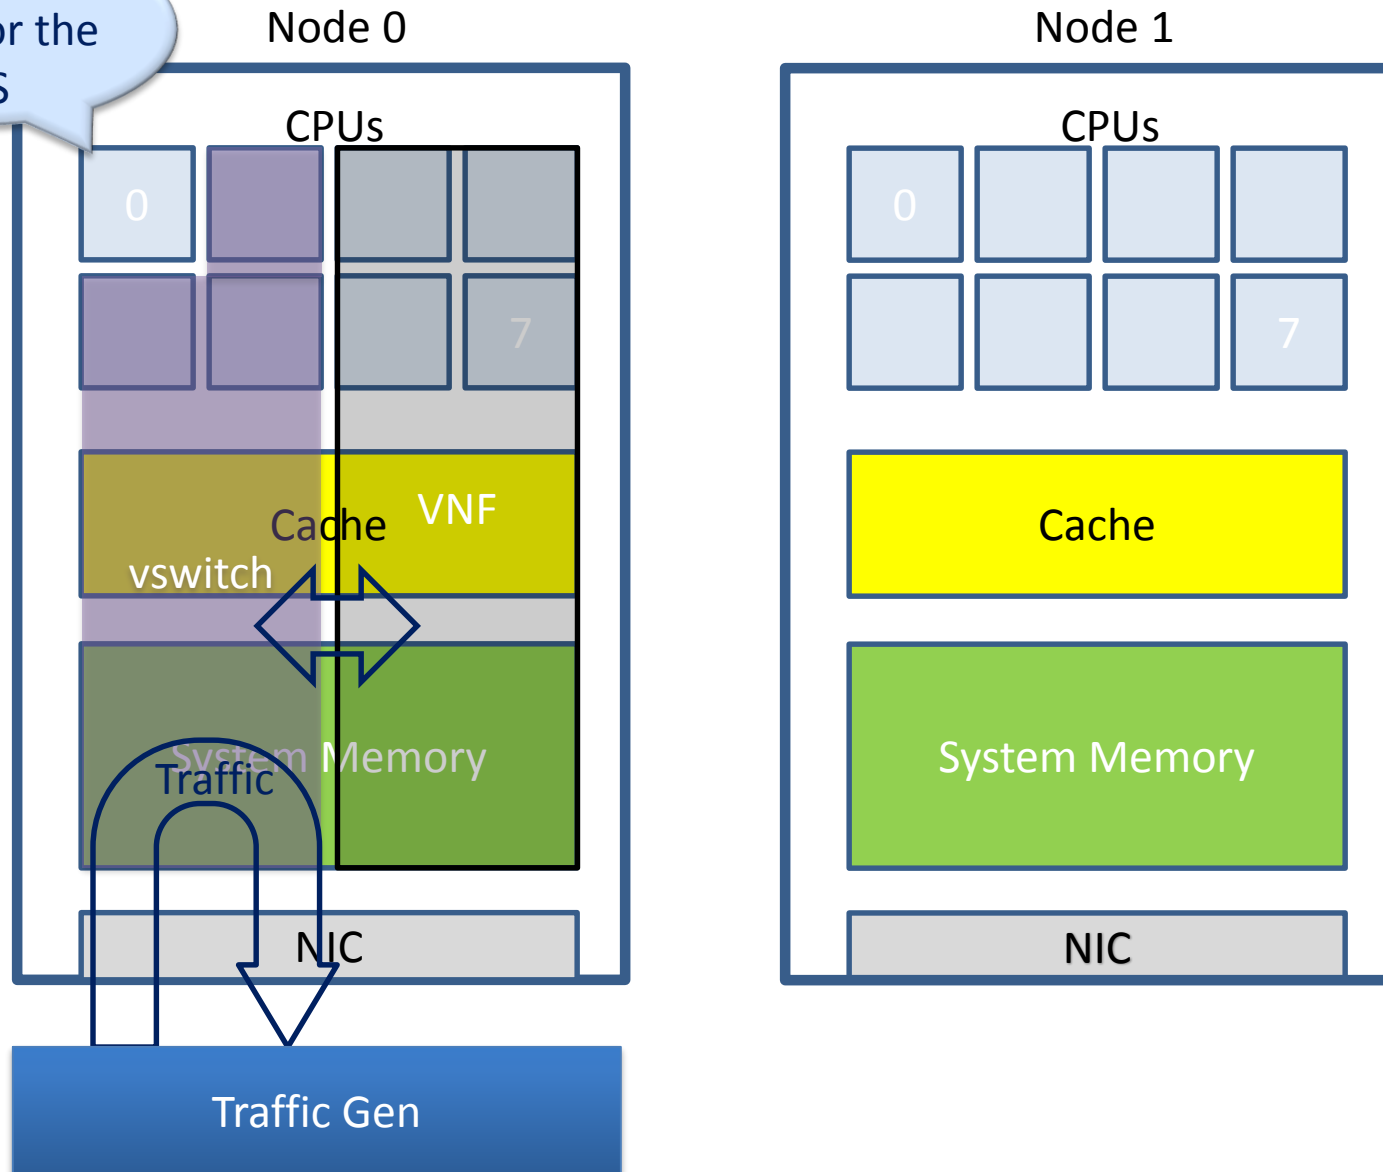 or the
S
Node 0
CPUs
0
7
VNF
Cache
vswitch
System Memory
Traffic
NIC
Traffic Gen
Node 1
CPUs
0
7
Cache
System Memory
NIC